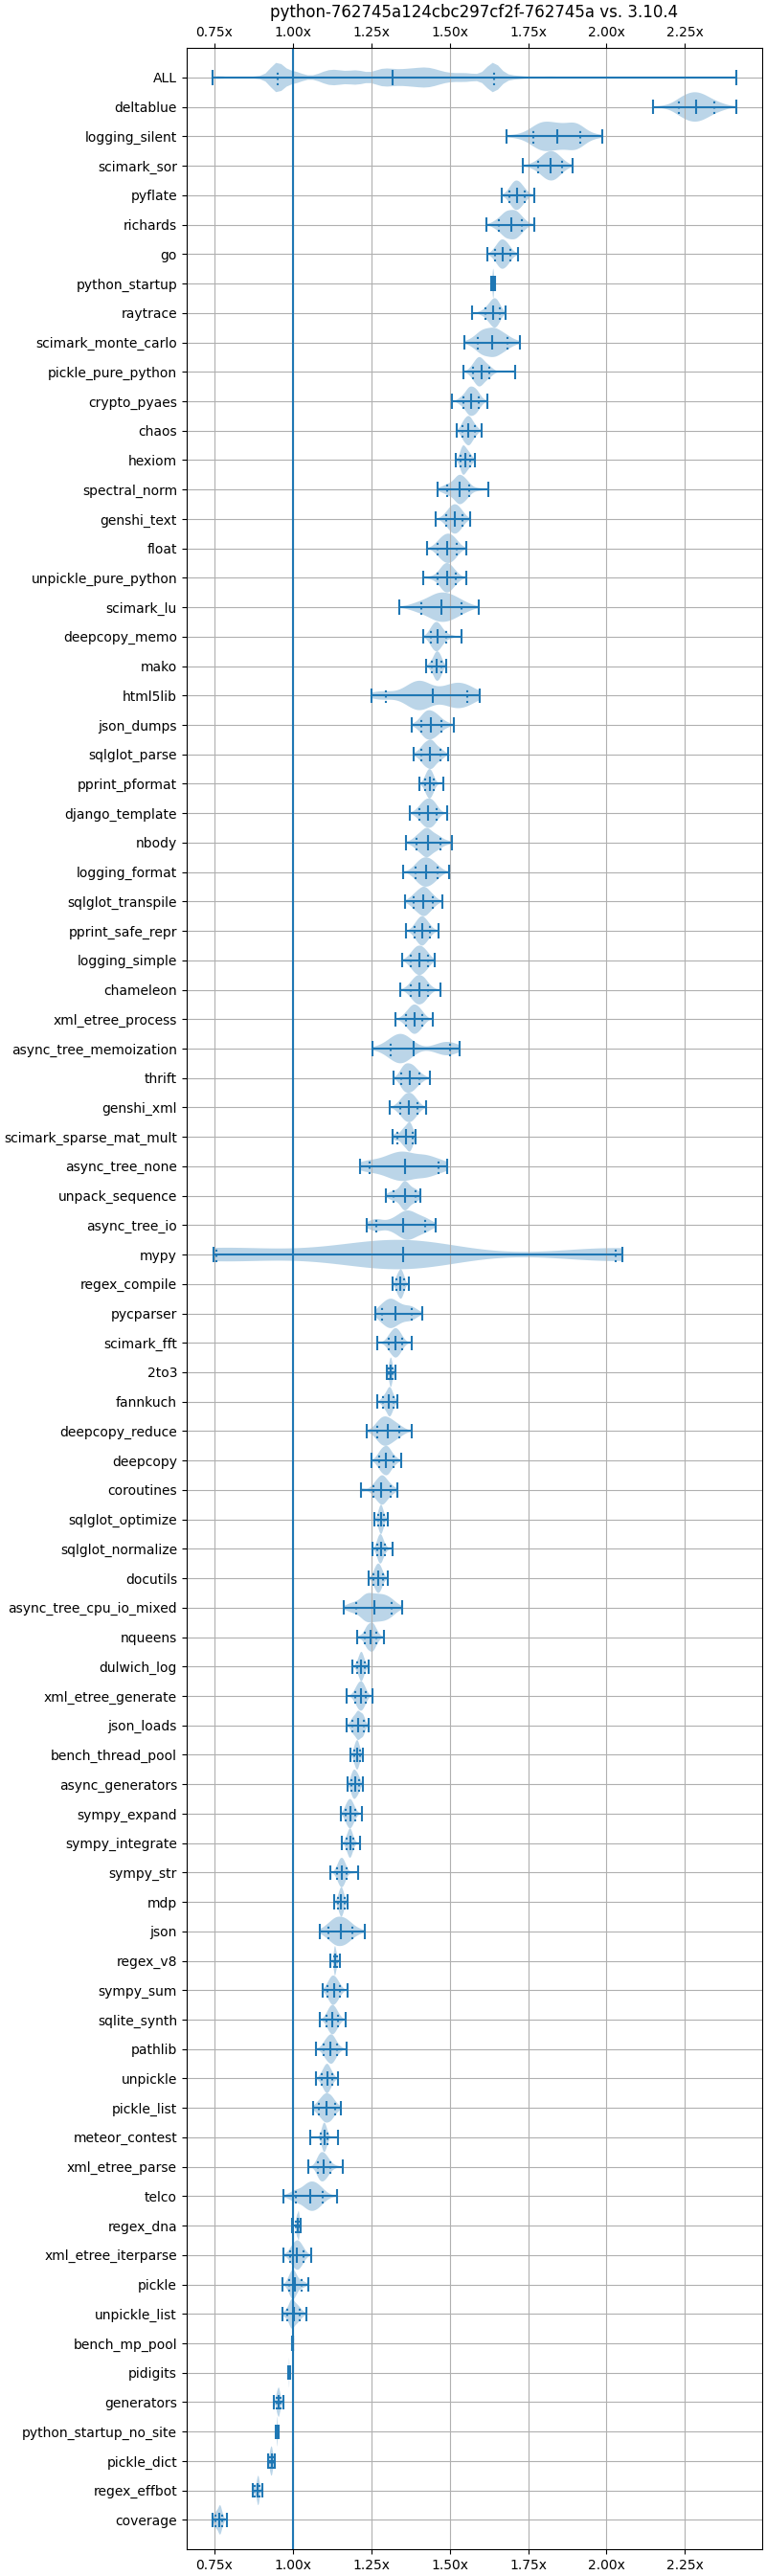 python-762745a124cbc297cf2f-762745a vs. 3.10.4
0.75x 1.00x 1.25x 1.50x 1.75x 2.00x 2.25x
ALL
deltablue
logging_silent
scimark_sor
pyflate
richards
go
python_startup
raytrace
scimark_monte_carlo
pickle_pure_python
crypto_pyaes
chaos
hexiom
spectral_norm
genshi_text
float
unpickle_pure_python
scimark_lu
deepcopy_memo
mako
html5lib
json_dumps
sqlglot_parse
pprint_pformat
django_template
nbody
logging_format
sqlglot_transpile
pprint_safe_repr
logging_simple
chameleon
xml_etree_process
async_tree_memoization
thrift
genshi_xml
scimark_sparse_mat_mult
async_tree_none
unpack_sequence
async_tree_io
mypy
regex_compile
pycparser
scimark_fft
2to3
fannkuch
deepcopy_reduce
deepcopy
coroutines
sqlglot_optimize
sqlglot_normalize
docutils
async_tree_cpu_io_mixed
nqueens
dulwich_log
xml_etree_generate
json_loads
bench_thread_pool
async_generators
sympy_expand
sympy_integrate
sympy_str
mdp
json
regex_v8
sympy_sum
sqlite_synth
pathlib
unpickle
pickle_list
meteor_contest
xml_etree_parse
telco
regex_dna
xml_etree_iterparse
pickle
unpickle_list
bench_mp_pool
pidigits
generators
python_startup_no_site
pickle_dict
regex_effbot
coverage
0.75x 1.00x 1.25x 1.50x 1.75x 2.00x 2.25x